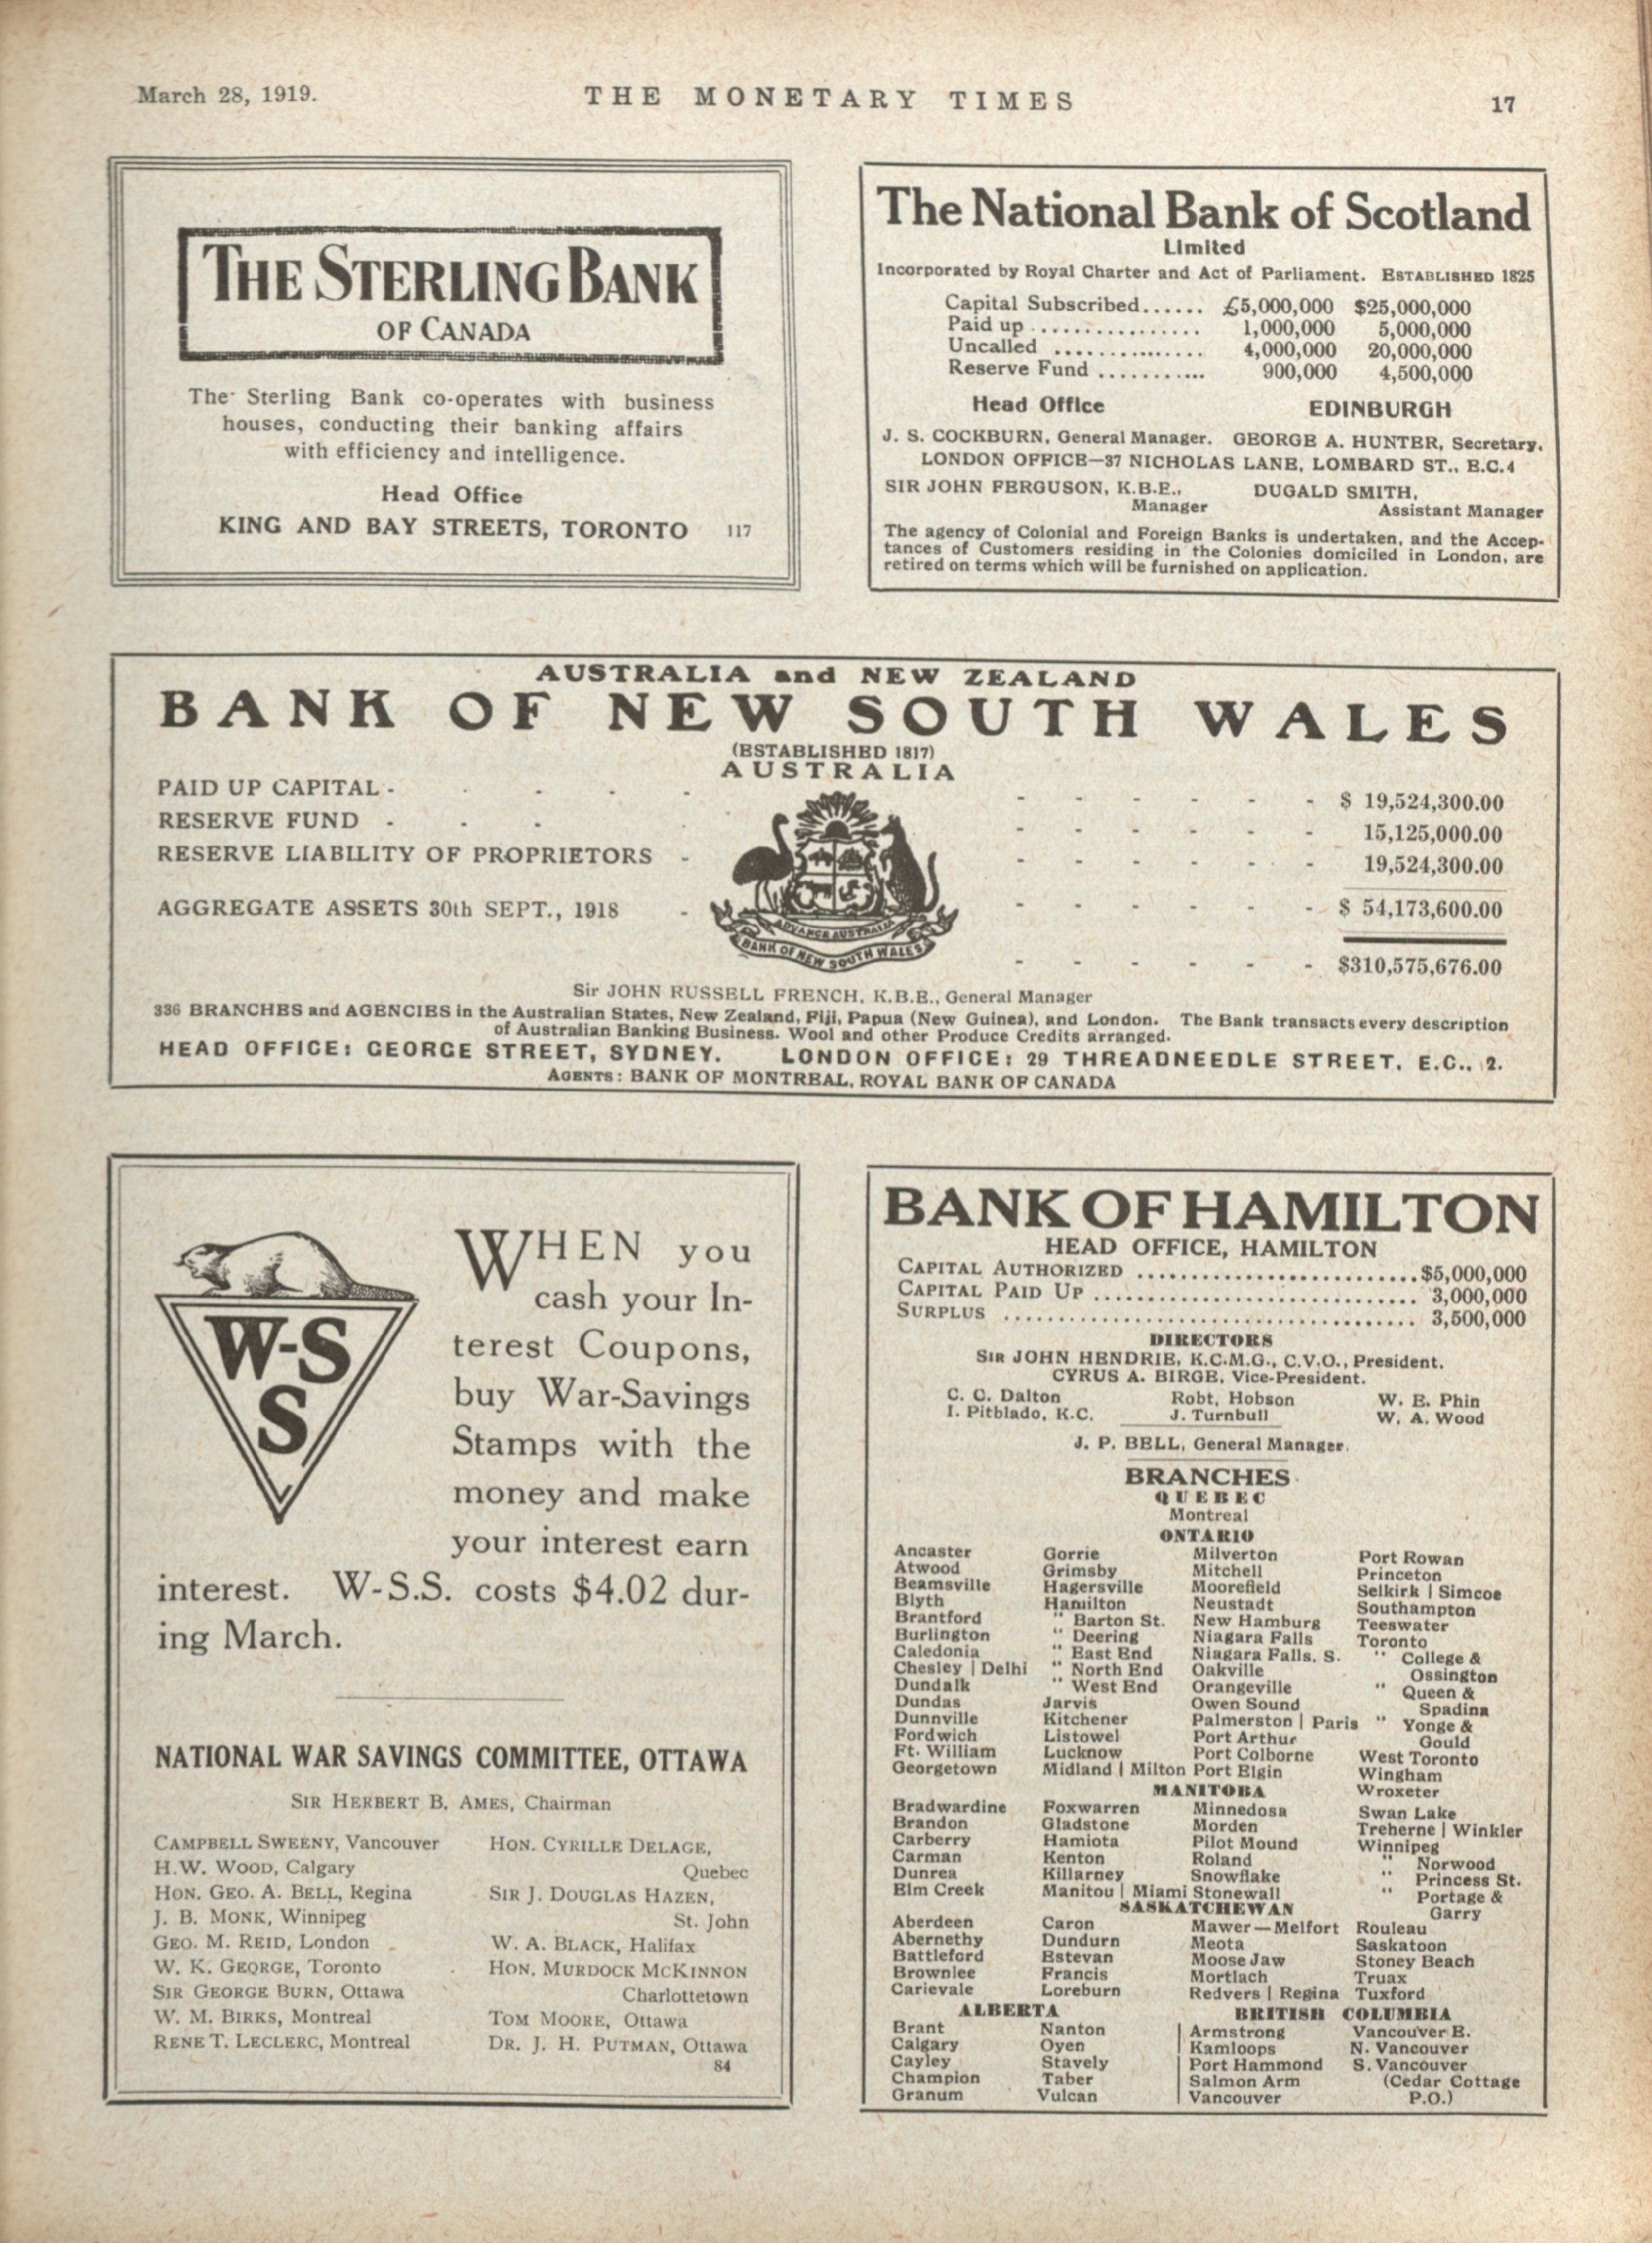 March 28, 1919.
THE MONETARY TIMES
17
THE STERLING BANK
OF CANADA
The Sterling Bank co-operates with business
houses, conducting their banking affairs
with efficiency and intelligence.
Head Office
KING AND BAY STREETS, TORONTO 117
The National Bank of Scotland
Limited
Incorporated by Royal Charter and Act of Parliament. ESTABLISHED 1825
Capital Subscribed...... £5,000,000 $25,000,000
Paid up ................ 1,000,000 5,000,000
Uncalled .............. 4,000,000 20,000,000
Reserve Fund ........... 900,000 4,500,000
Head Office EDINBURGH
J. S. COCKBURN, General Manager. GEORGE A. HUNTER, Secretary.
LONDON OFFICE—37 NICHOLAS LANE, LOMBARD ST., E.C.4
SIR JOHN FERGUSON, K.B.E., DUGALD SMITH,
Manager Assistant Manager
The agency of Colonial and Foreign Banks is undertaken, and the Accep-
tances of Customers residing in the Colonies domiciled in London, are
retired on terms which will be furnished on application.
AUSTRALIA and NEW ZEALAND
BANK OF NEW SOUTH WALES
(ESTABLISHED 1817)
AUSTRALIA
PAID UP CAPITAL - $ 19,524,300.00
RESERVE FUND - 15,125,000.00
RESERVE LIABILITY OF PROPRIETORS - 19,524,300.00
$ 54,173,600.00
AGGREGATE ASSETS 30th SEPT., 1918 - $310,575,676.00
ADVANCE AUSTRALIA
BANK OF NEW SOUTH WALES
Sir JOHN RUSSELL FRENCH, K.B.E., General Manager
336 BRANCHES and AGENCIES in the Australian States, New Zealand, Fiji, Papua (New Guinea), and London. The Bank transacts every description
of Australian Banking Business. Wool and other Produce Credits arranged.
HEAD OFFICE: GEORGE STREET, SYDNEY. LONDON OFFICE: 29 THREADNEEDLE STREET, E.C., 2.
AGENTS: BANK OF MONTREAL, ROYAL BANK OF CANADA
W-S
S
WHEN you
cash your In-
terest Coupons,
buy War-Savings
Stamps with the
money and make
your interest earn
interest. W-S.S. costs $4.02 dur-
ing March.
NATIONAL WAR SAVINGS COMMITTEE, OTTAWA
SIR HERBERT B. AMES, Chairman
CAMPBELL SWEENY, Vancouver
H.W. WOOD, Calgary
HON. GEO. A. BELL, Regina
J. B. MONK, Winnipeg
GEO. M. REID, London
W. K. GEORGE, Toronto
SIR GEORGE BURN, Ottawa
W. M. BIRKS, Montreal
RENE T. LECLERC, Montreal
HON. CYRILLE DELAGE,
Quebec
SIR J. DOUGLAS HAZEN,
St. John
W. A. BLACK, Halifax
HON. MURDOCK MCKINNON
Charlottetown
TOM MOORE, Ottawa
DR. J. H. PUTMAN, Ottawa
84
BANK OF HAMILTON
HEAD OFFICE, HAMILTON
CAPITAL AUTHORIZED ..........................$5,000,000
CAPITAL PAID UP .............................. 3,000,000
SURPLUS ...................................... 3,500,000
DIRECTORS
SIR JOHN HENDRIE, K.C.M.G., C.V.O., President.
CYRUS A. BIRGE, Vice-President.
C. C. Dalton Robt. Hobson W. E. Phin
I. Pitblado, K.C. J. Turnbull W. A. Wood
J. P. BELL, General Manager.
BRANCHES
QUEBEC
Montreal
ONTARIO
Ancaster
Atwood
Beamsville
Blyth
Brantford
Burlington
Caledonia
Chesley | Delhi
Dundalk
Dundas
Dunnville
Fordwich
Ft. William
Georgetown
Gorrie
Grimsby
Hagersville
Hamilton
" Barton St.
" Deering
" East End
" North End
" West End
Jarvis
Kitchener
Listowel
Lucknow
Midland | Milton
Milverton
Mitchell
Moorefield
Neustadt
New Hamburg
Niagara Falls
Niagara Falls, S.
Oakville
Orangeville
Owen Sound
Palmerston | Paris
Port Arthur
Port Colborne
Port Elgin
Port Rowan
Princeton
Selkirk | Simcoe
Southampton
Teeswater
Toronto
" College &
Ossington
" Queen &
Spadina
" Yonge &
Gould
West Toronto
Wingham
Wroxeter
MANITOBA
Bradwardine
Brandon
Carberry
Carman
Dunrea
Elm Creek
Foxwarren
Gladstone
Hamiota
Kenton
Killarney
Manitou | Miami
Minnedosa
Morden
Pilot Mound
Roland
Snowflake
Stonewall
Swan Lake
Treherne | Winkler
Winnipeg
" Norwood
" Princess St.
" Portage &
Garry
SASKATCHEWAN
Aberdeen
Abernethy
Battleford
Brownlee
Carievale
Caron
Dundurn
Estevan
Francis
Loreburn
Mawer—Melfort
Meota
Moose Jaw
Mortlach
Redvers | Regina
Rouleau
Saskatoon
Stoney Beach
Truax
Tuxford
ALBERTA
Brant
Calgary
Cayley
Champion
Granum
Nanton
Oyen
Stavely
Taber
Vulcan
BRITISH COLUMBIA
Armstrong
Kamloops
Port Hammond
Salmon Arm
Vancouver
Vancouver E.
N. Vancouver
S. Vancouver
(Cedar Cottage
P.O.)